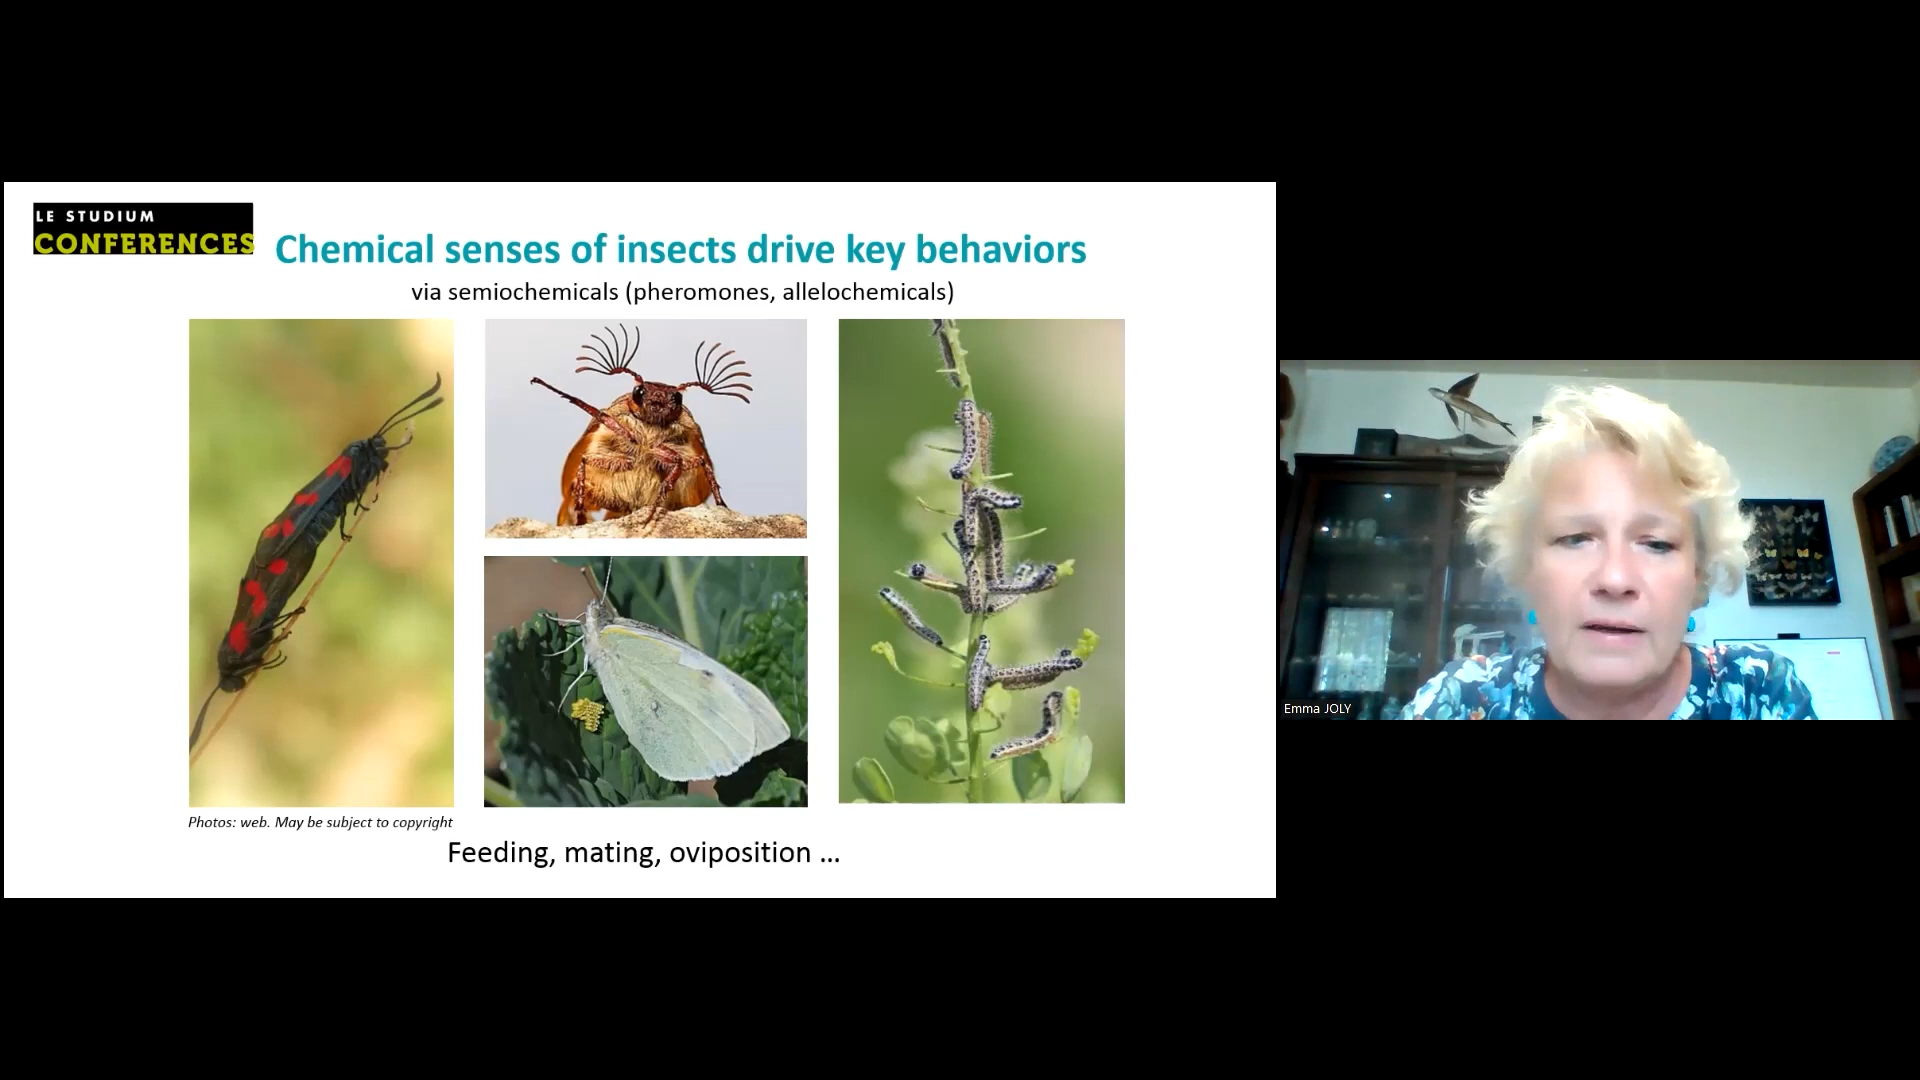 LE STUDIUM
CONFERENCES
Chemical senses of insects drive key behaviors
via semiochemicals (pheromones, allelochemicals)
Photos: web. May be subject to copyright
Feeding, mating, oviposition ...
Emma JOLY